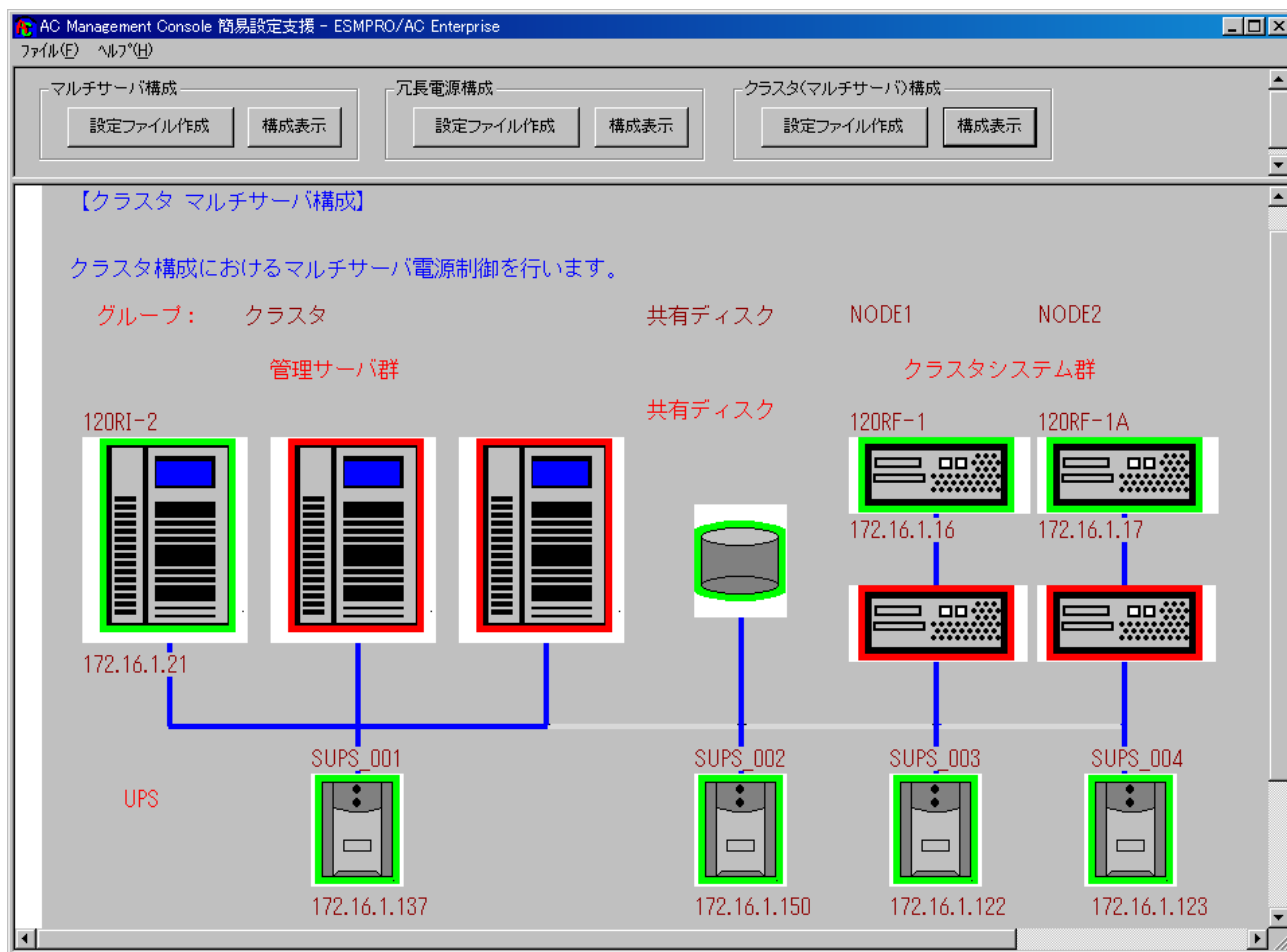 AC Management Console 簡易設定支援 - ESMPRO/AC Enterprise
ファイル(F) ヘルプ(H)
マルチサーバ構成 冗長電源構成 クラスタ(マルチサーバ)構成
設定ファイル作成 構成表示 設定ファイル作成 構成表示 設定ファイル作成 構成表示
【クラスタ マルチサーバ構成】
クラスタ構成におけるマルチサーバ電源制御を行います。
グループ: クラスタ 共有ディスク NODE1 NODE2
管理サーバ群 クラスタシステム群
共有ディスク
120RI-2 120RF-1 120RF-1A
172.16.1.16 172.16.1.17
172.16.1.21
SUPS_001 SUPS_002 SUPS_003 SUPS_004
UPS
172.16.1.137 172.16.1.150 172.16.1.122 172.16.1.123